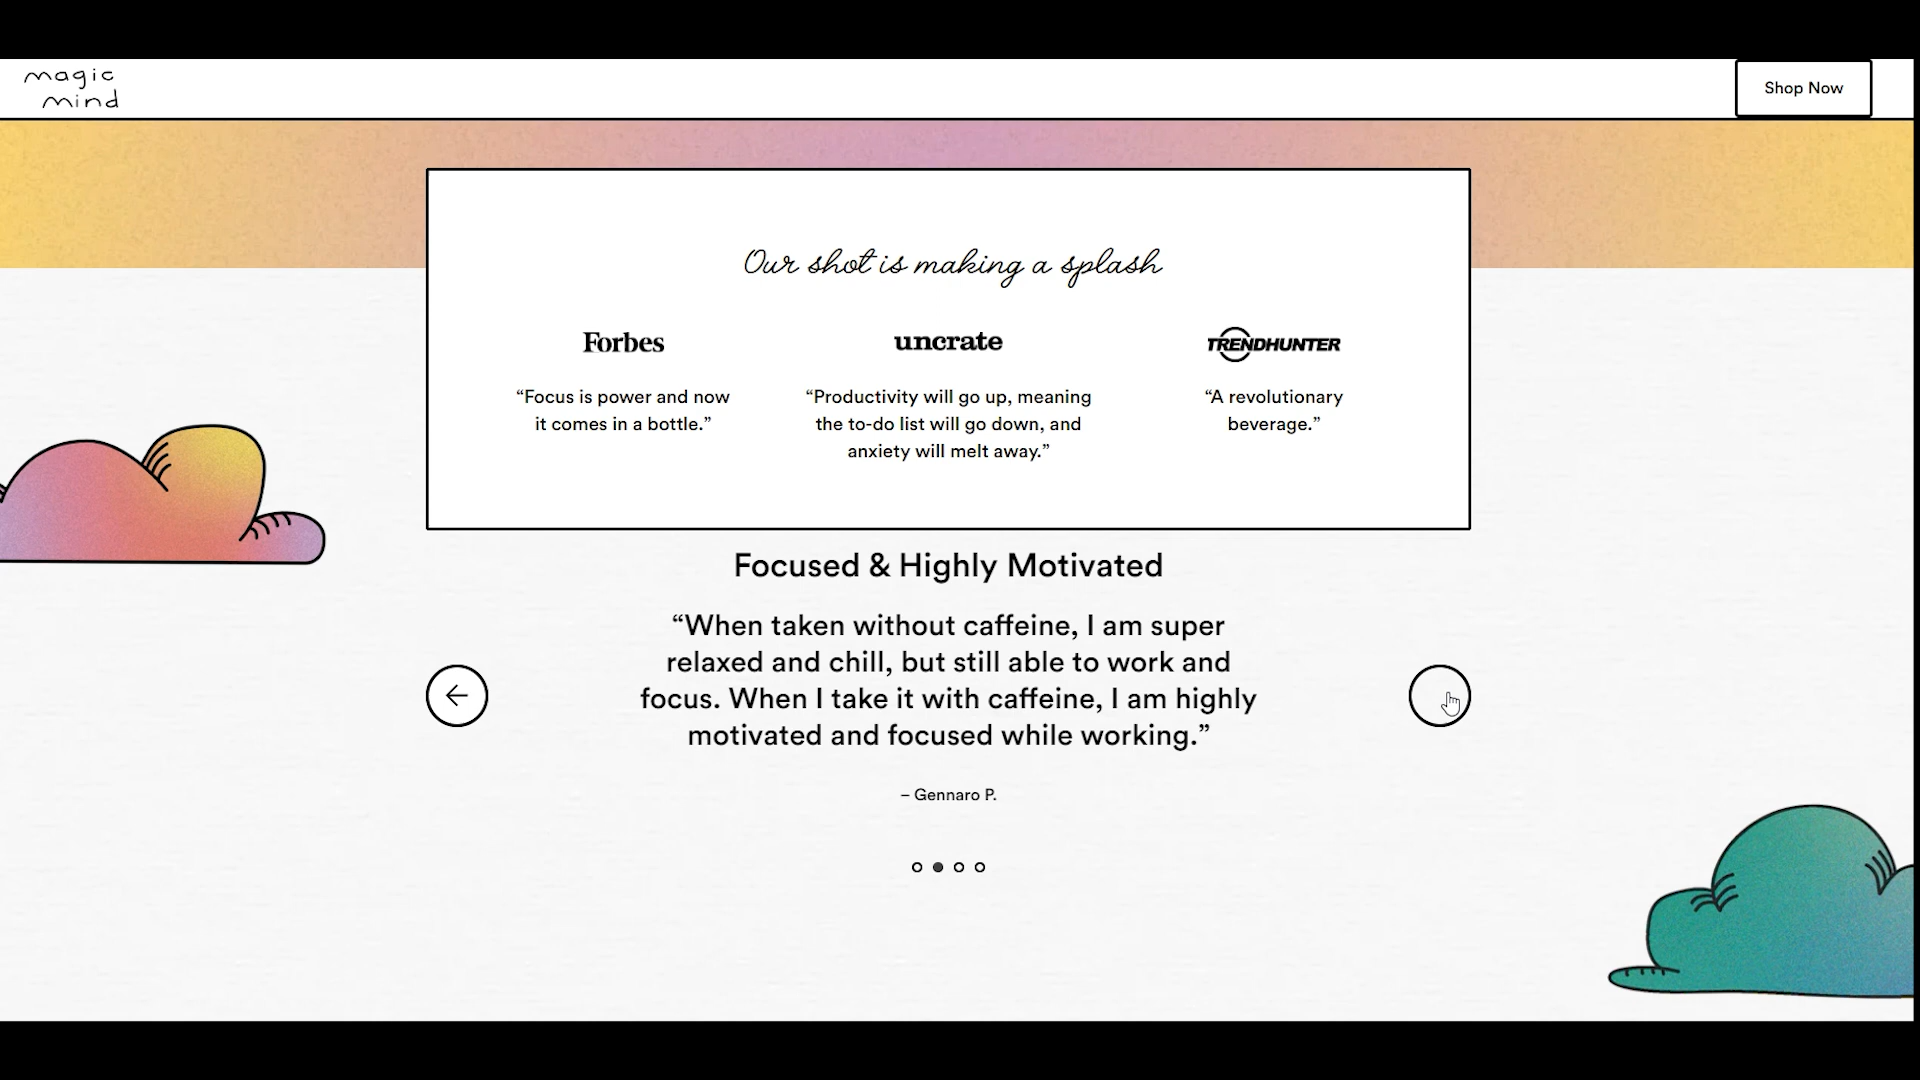 magic
mind
Shop Now
Our shot is making a splash
Forbes
uncrate
TRENDHUNTER
“Focus is power and now
it comes in a bottle.”
“Productivity will go up, meaning
the to-do list will go down, and
anxiety will melt away.”
“A revolutionary
beverage.”
Focused & Highly Motivated
“When taken without caffeine, I am super
relaxed and chill, but still able to work and
focus. When I take it with caffeine, I am highly
motivated and focused while working.”
– Gennaro P.